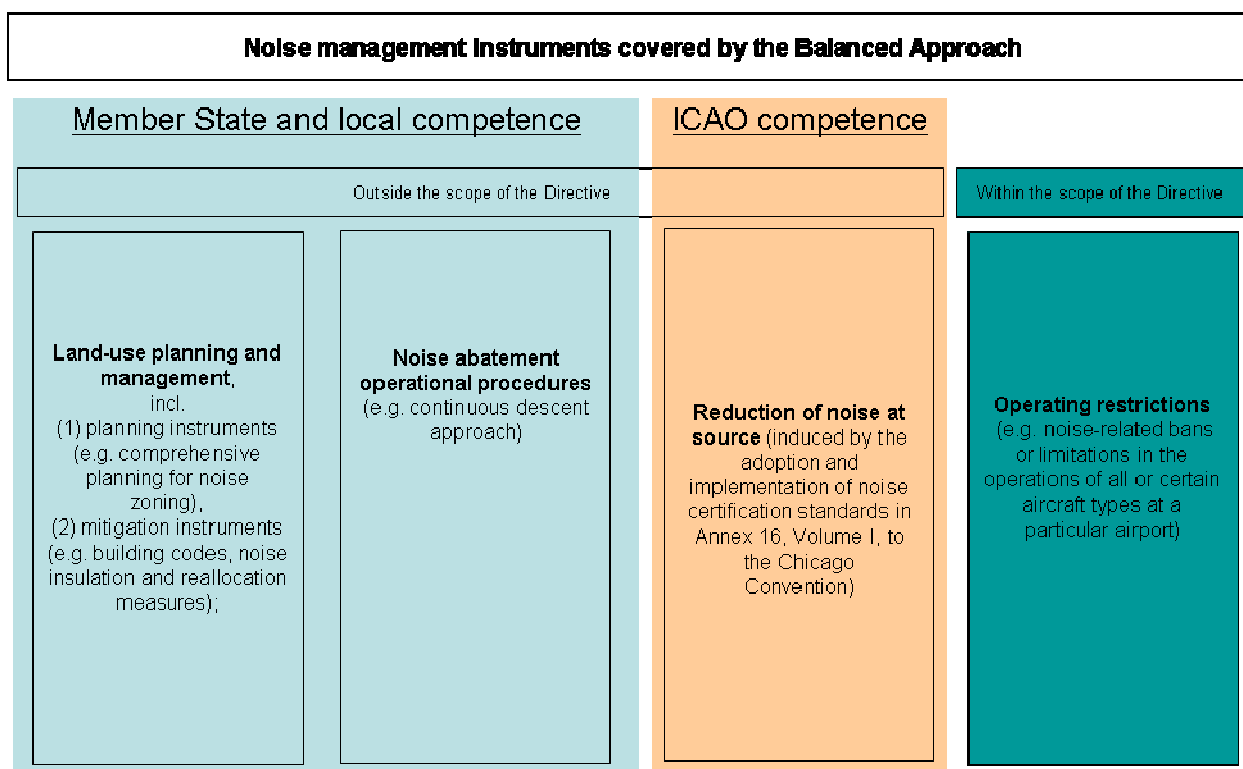 Noise management Instruments covered by the Balanced Approach
Member State and local competence
ICAO competence
Outside the scope of the Directive
Within the scope of the Directive
Land-use planning and
management,
incl.
(1) planning instruments
(e.g. comprehensive
planning for noise
zoning),
(2) mitigation instruments
(e.g. building codes, noise
insulation and reallocation
measures);
Noise abatement
operational procedures
(e.g. continuous descent
approach)
Reduction of noise at
source (induced by the
adoption and
implementation of noise
certification standards in
Annex 16, Volume I, to
the Chicago
Convention)
Operating restrictions
(e.g. noise-related bans
or limitations in the
operations of all or certain
aircraft types at a
particular airport)